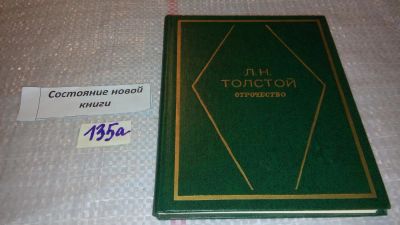 Состояние новой
книги
135а
Л.Н.
ТОЛСТОЙ
ОТРОЧЕСТВО